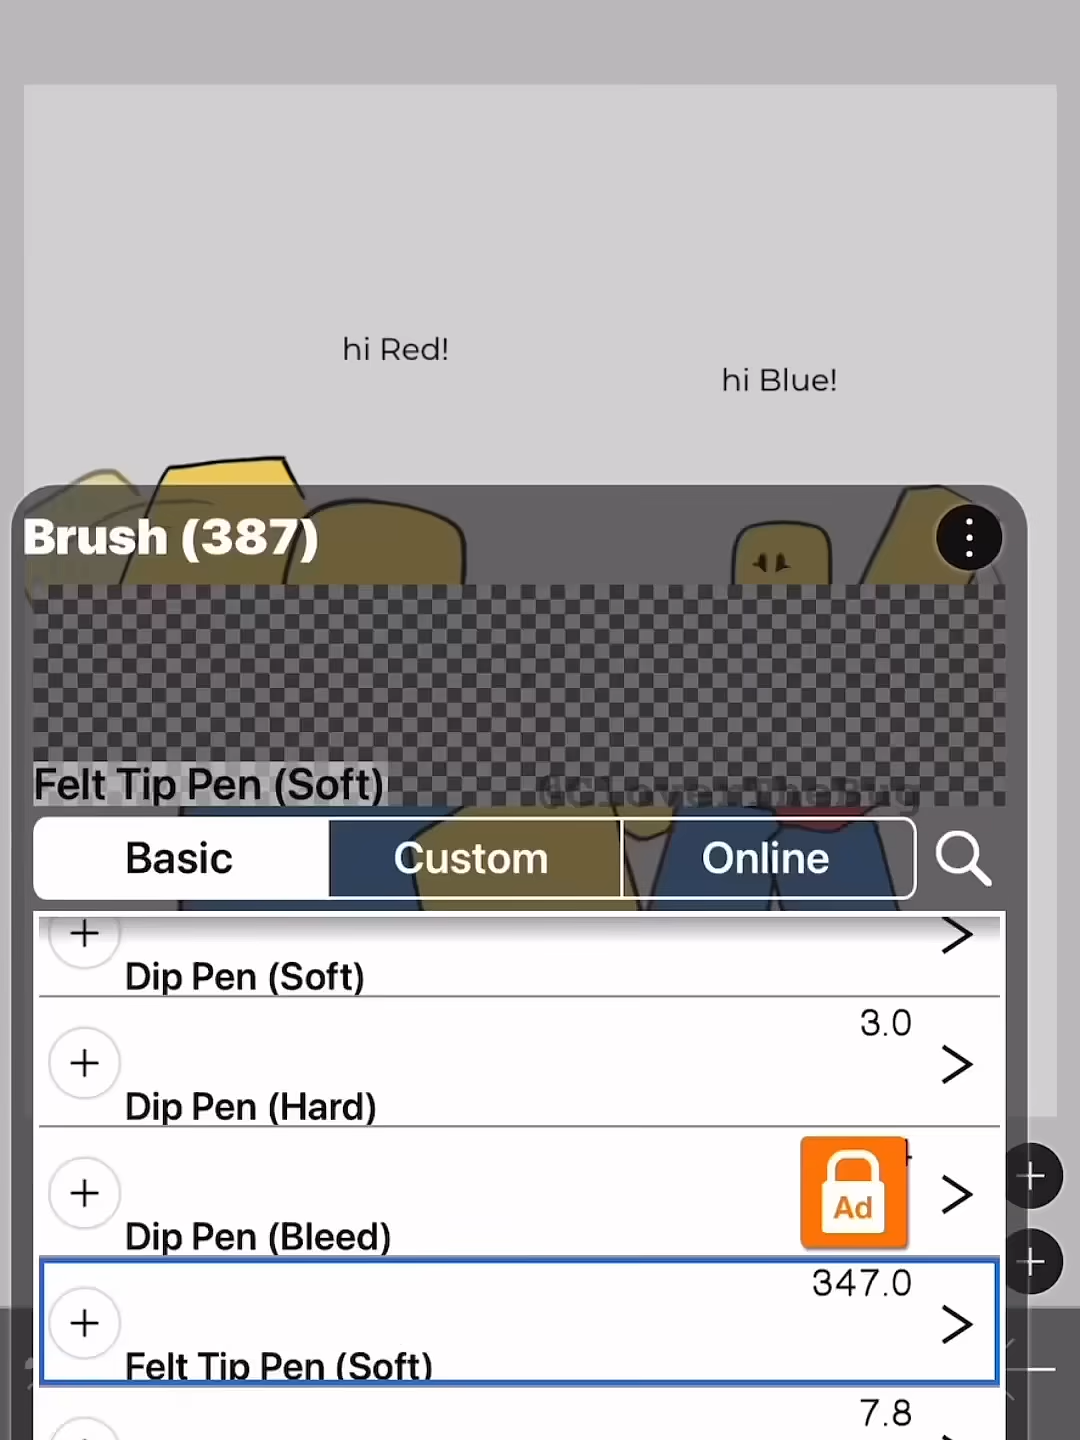 hi Red!
hi Blue!
Brush (387)
Felt Tip Pen (Soft)
@CloverTheBug
Basic
Custom
Online
Dip Pen (Soft)
3.0
Dip Pen (Hard)
Ad
Dip Pen (Bleed)
347.0
Felt Tip Pen (Soft)
7.8